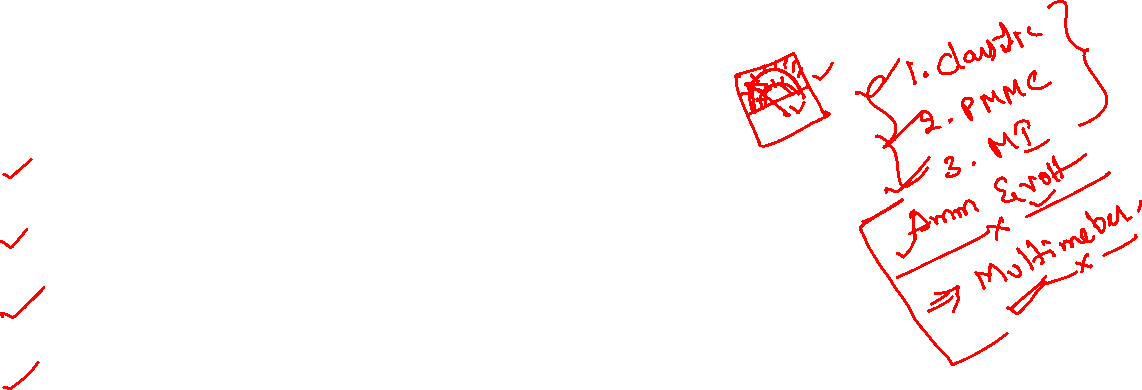 1. classific
2. PMMC
3. MI
Amm & volt
⇒ Multimeter,